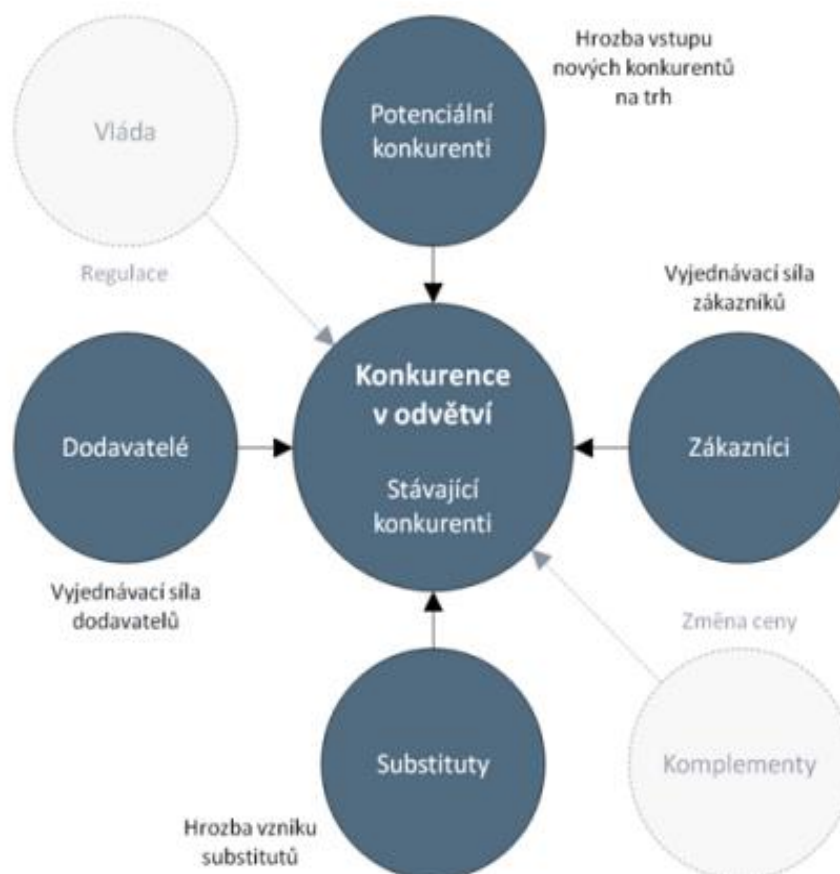 Hrozba vstupu
nových konkurentů
na trh
Potenciální
konkurenti
Vláda
Regulace
Vyjednávací síla
zákazníků
Konkurence
v odvětví
Stávající
konkurenti
Dodavatelé
Zákazníci
Vyjednávací síla
dodavatelů
Změna ceny
Substituty
Komplementy
Hrozba vzniku
substitutů